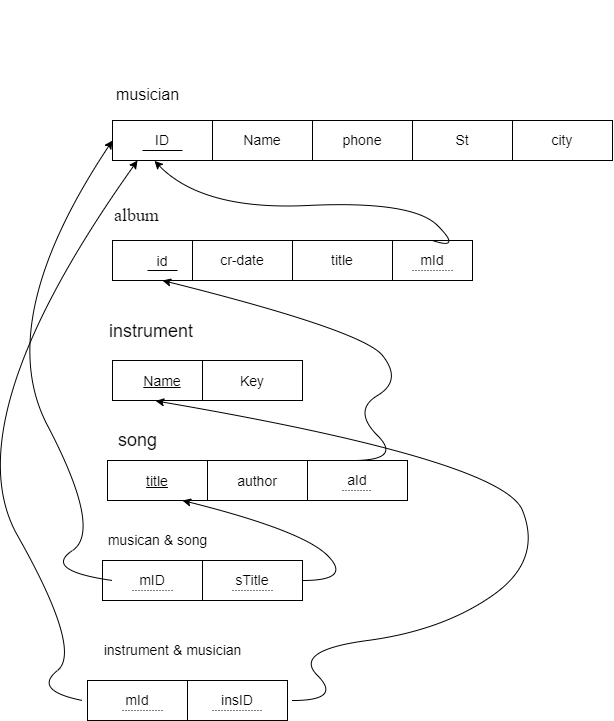 musician
ID Name phone St city
album
id cr-date title mId
instrument
Name Key
song
title author aId
musican & song
mID sTitle
instrument & musician
mId insID